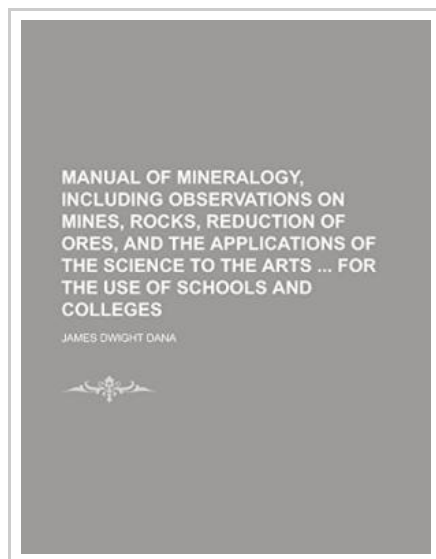 MANUAL OF MINERALOGY,
INCLUDING OBSERVATIONS ON
MINES, ROCKS, REDUCTION OF
ORES, AND THE APPLICATIONS OF
THE SCIENCE TO THE ARTS ... FOR
THE USE OF SCHOOLS AND
COLLEGES
JAMES DWIGHT DANA